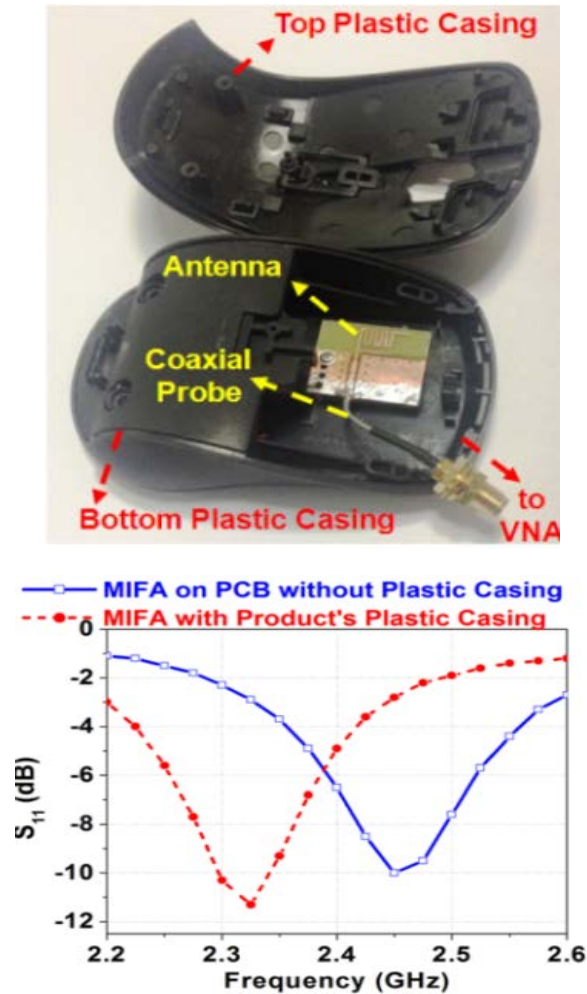 Top Plastic Casing
Antenna
Coaxial
Probe
Bottom Plastic Casing
to
VNA
MIFA on PCB without Plastic Casing
MIFA with Product's Plastic Casing
0
-2
-4
-6
-8
-10
-12
S11 (dB)
2.2 2.3 2.4 2.5 2.6
Frequency (GHz)